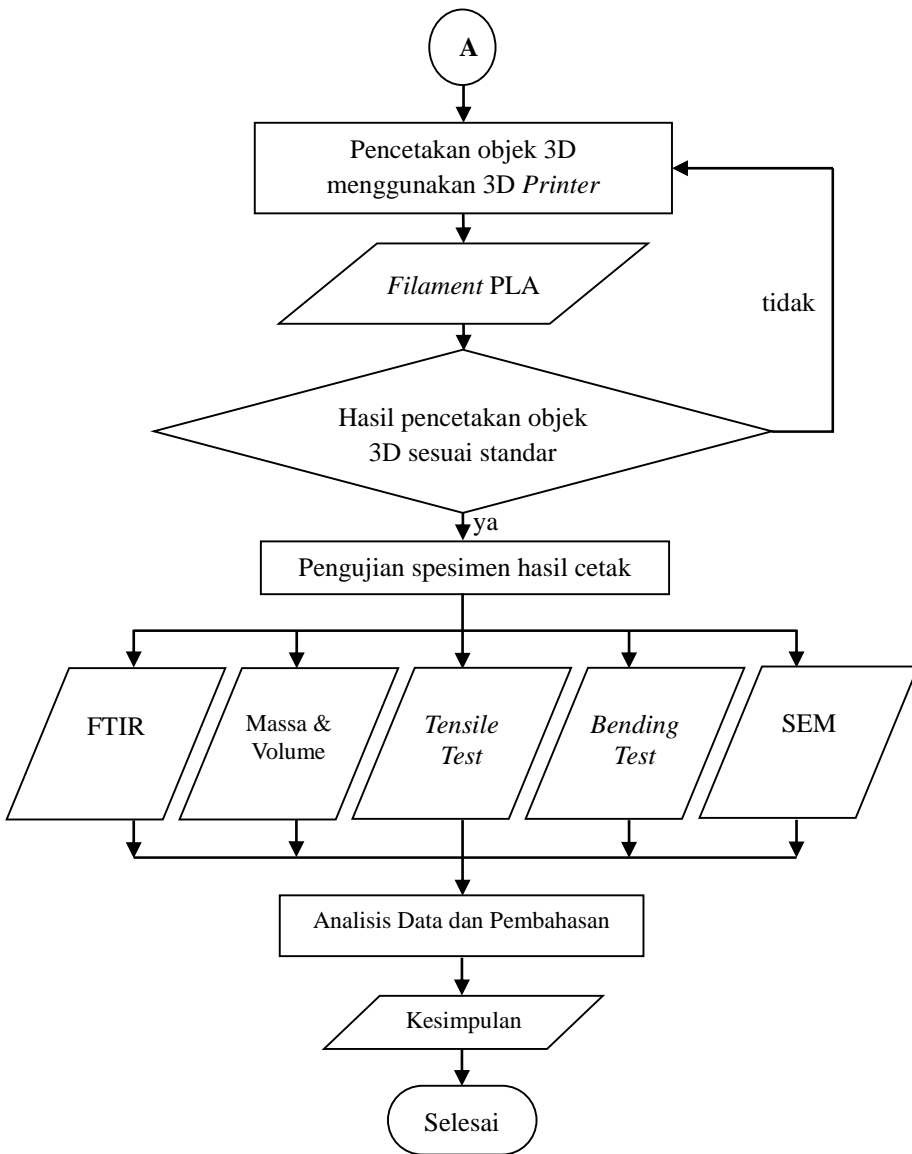 A
Pencetakan objek 3D
menggunakan 3D Printer
Filament PLA
tidak
Hasil pencetakan objek
3D sesuai standar
ya
Pengujian spesimen hasil cetak
FTIR
Massa &
Volume
Tensile
Test
Bending
Test
SEM
Analisis Data dan Pembahasan
Kesimpulan
Selesai